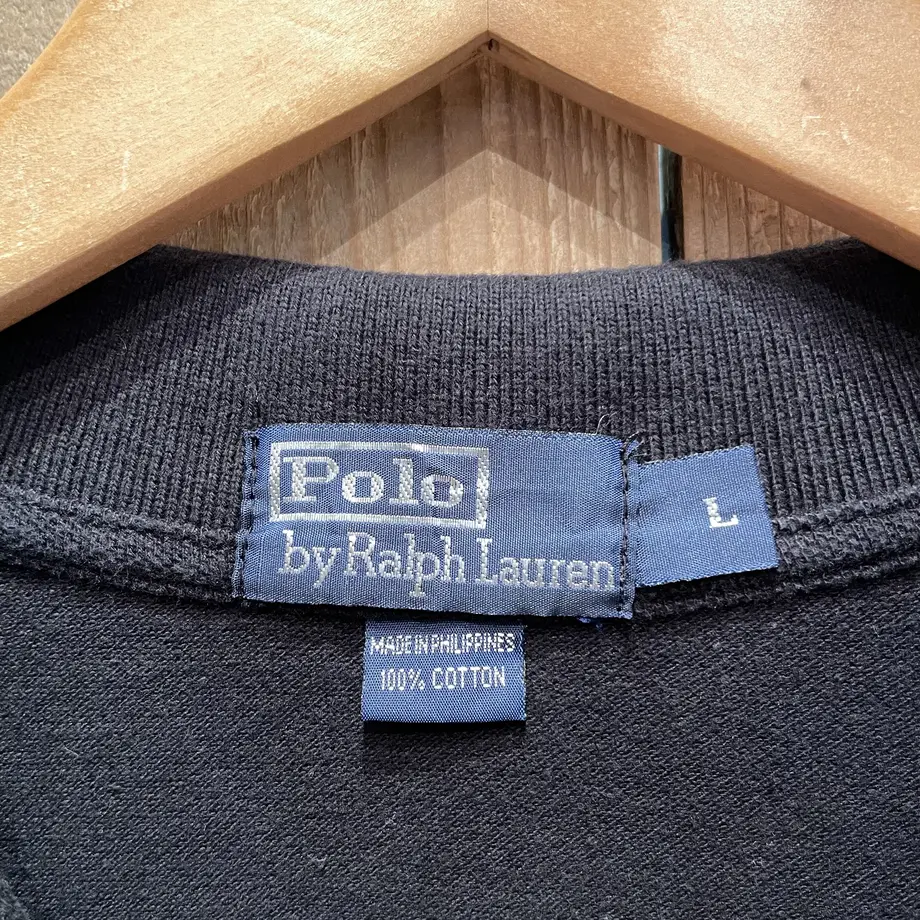 Polo
by Ralph Lauren
L
MADE IN PHILIPPINES
100% COTTON